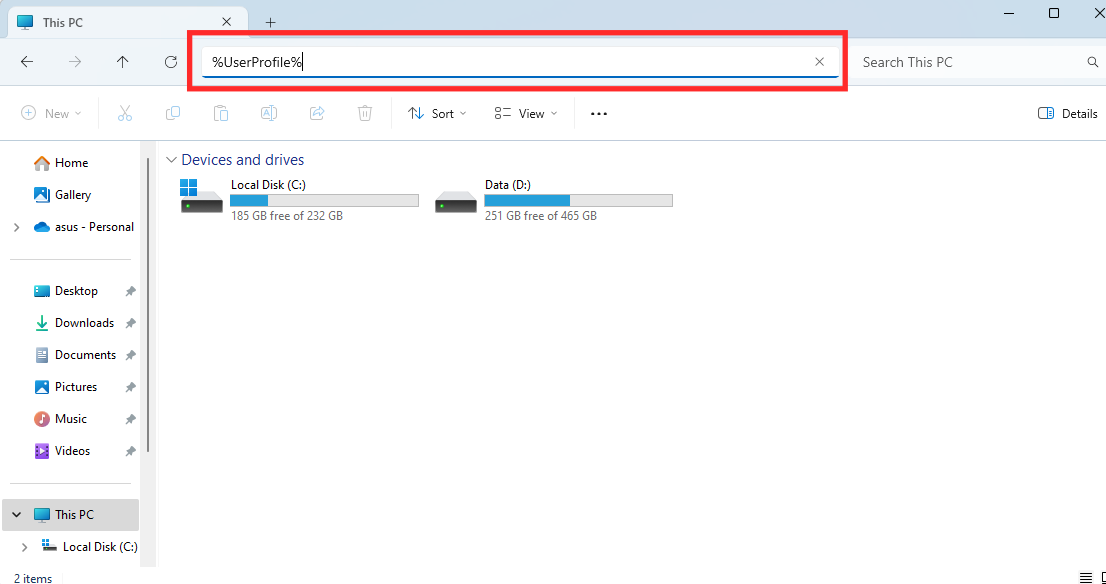 This PC
%UserProfile%
Search This PC
New
Sort
View
Details
Home
Gallery
asus - Personal
Desktop
Downloads
Documents
Pictures
Music
Videos
This PC
Local Disk (C:)
Devices and drives
Local Disk (C:)
185 GB free of 232 GB
Data (D:)
251 GB free of 465 GB
2 items